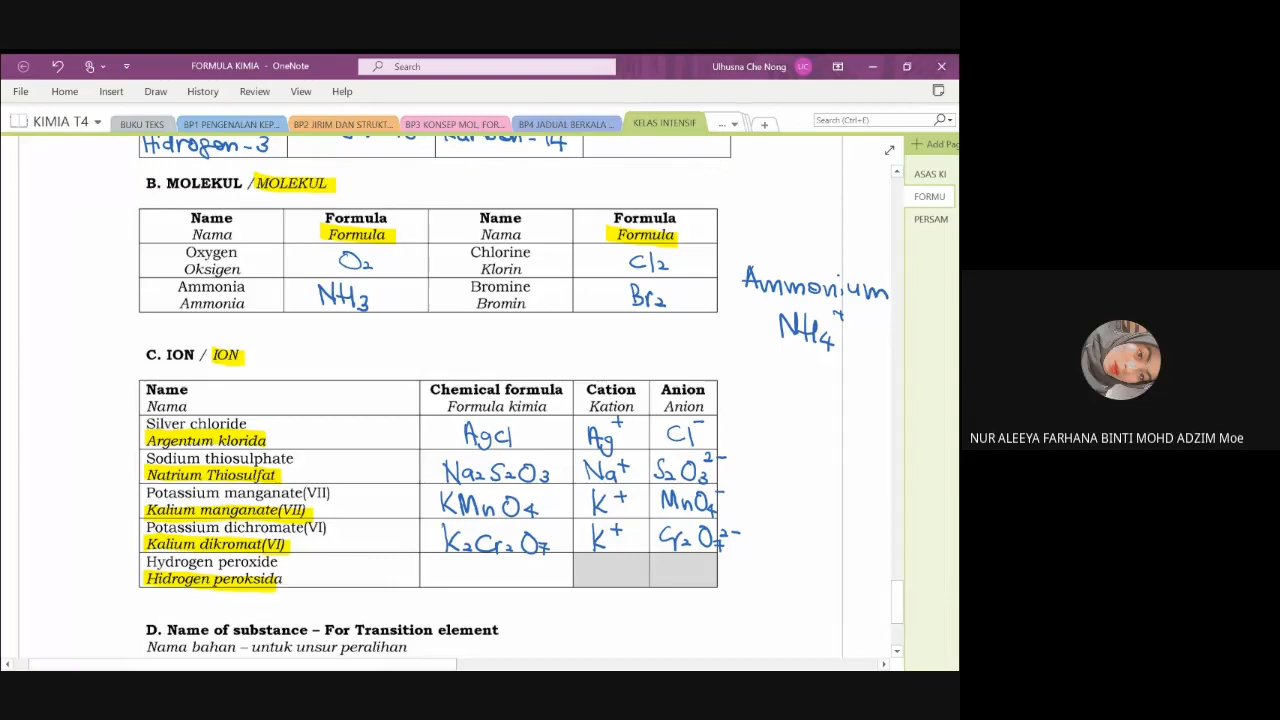 FORMULA KIMIA - OneNote
Search
Ulhusna Che Nong
UC
File Home Insert Draw History Review View Help
KIMIA T4
BUKU TEKS
BP1 PENGENALAN KEP...
BP2 JIRIM DAN STRUKT...
BP3 KONSEP MOL, FOR...
BP4 JADUAL BERKALA ...
KELAS INTENSIF
...
Search (Ctrl+E)
Add Pag
ASAS KI
FORMU
PERSAM
Hidrogen-3
Karbon-14
B. MOLEKUL / MOLEKUL
Name Formula Name Formula
Nama Formula Nama Formula
Oxygen O₂ Chlorine Cl₂
Oksigen Klorin
Ammonia NH₃ Bromine Br₂
Ammonia Bromin
Ammonium
NH₄⁺
C. ION / ION
Name Chemical formula Cation Anion
Nama Formula kimia Kation Anion
Silver chloride AgCl Ag⁺ Cl⁻
Argentum klorida
Sodium thiosulphate Na₂S₂O₃ Na⁺ S₂O₃²⁻
Natrium Thiosulfat
Potassium manganate(VII) KMnO₄ K⁺ MnO₄⁻
Kalium manganate(VII)
Potassium dichromate(VI) K₂Cr₂O₇ K⁺ Cr₂O₇²⁻
Kalium dikromat(VI)
Hydrogen peroxide
Hidrogen peroksida
D. Name of substance – For Transition element
Nama bahan – untuk unsur peralihan
NUR ALEEYA FARHANA BINTI MOHD ADZIM Moe